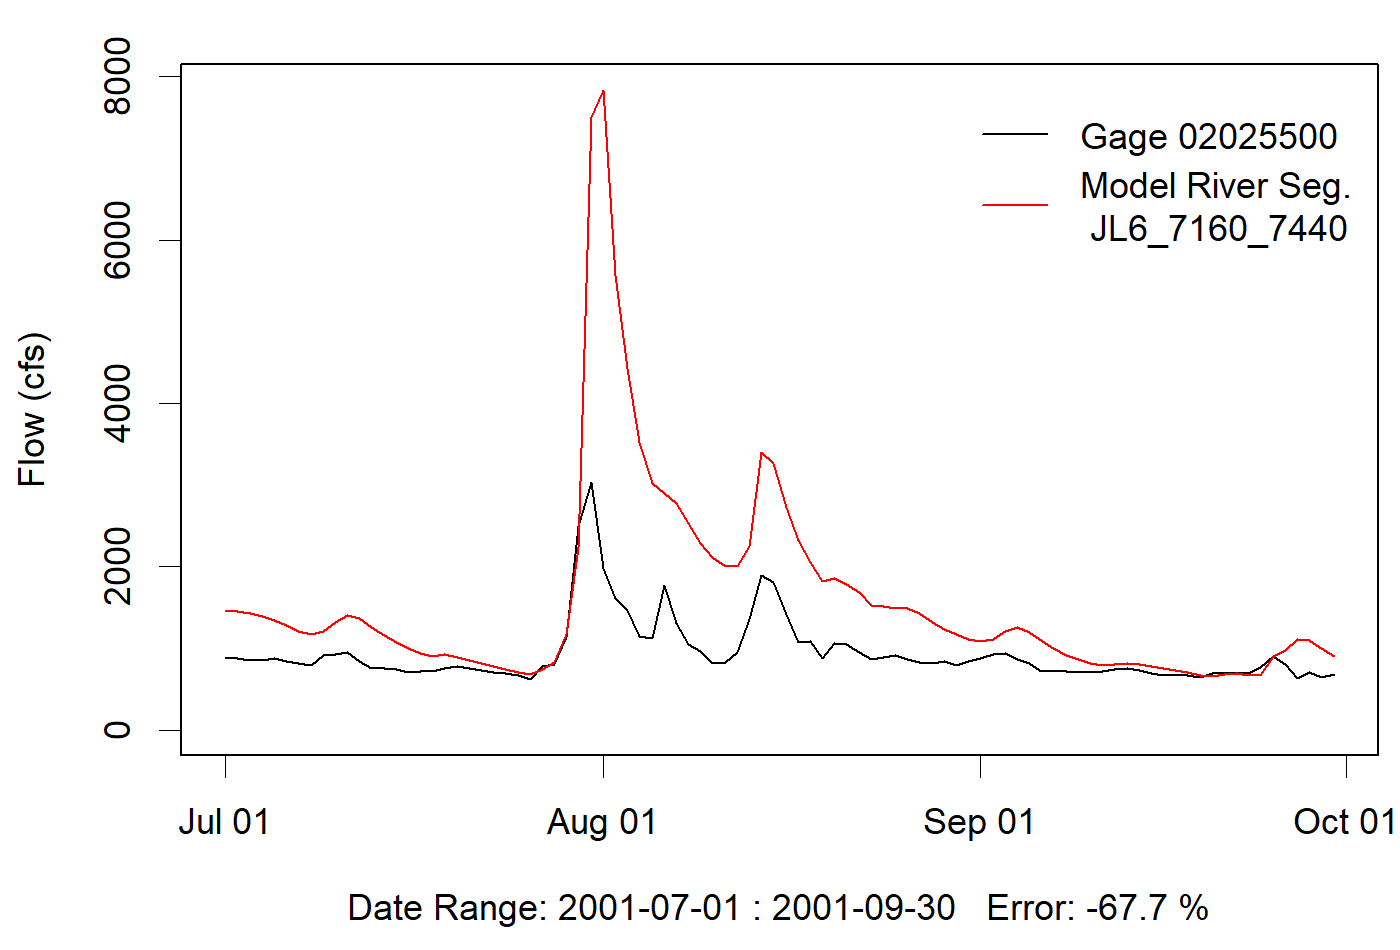 Flow (cfs)
8000
6000
4000
2000
0
Gage 02025500
Model River Seg.
JL6_7160_7440
Jul 01 Aug 01 Sep 01 Oct 01
Date Range: 2001-07-01 : 2001-09-30 Error: -67.7 %